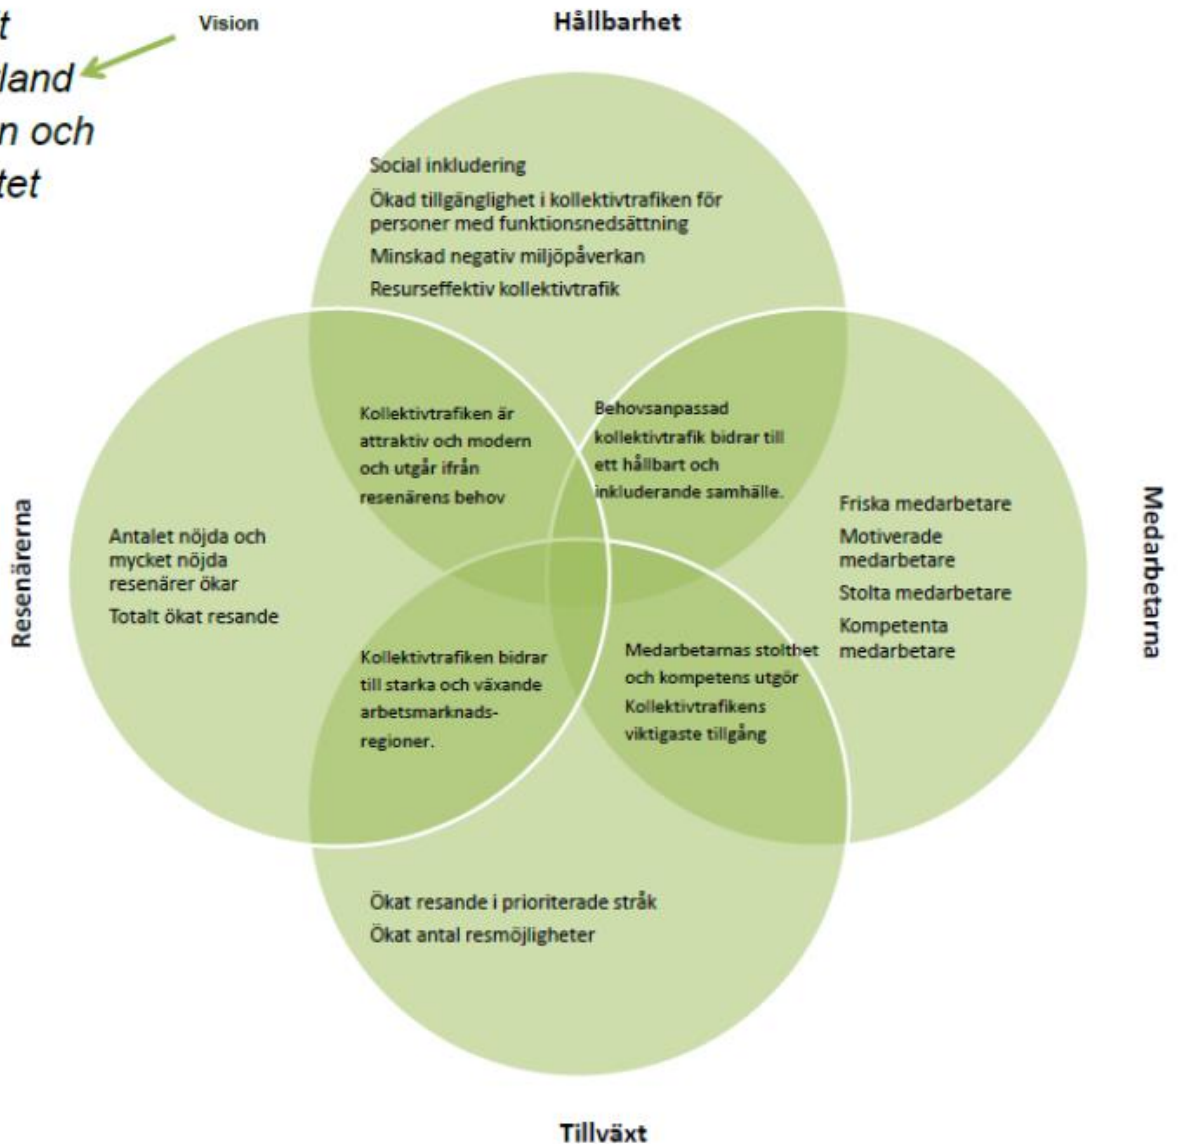 Vision
Hållbarhet
land
n och
tet
Social inkludering
Ökad tillgänglighet i kollektivtrafiken för
personer med funktionsnedsättning
Minskad negativ miljöpåverkan
Resurseffektiv kollektivtrafik
Kollektivtrafiken är
attraktiv och modern
och utgår ifrån
resenärens behov
Behovsanpassad
kollektivtrafik bidrar till
ett hållbart och
inkluderande samhälle.
Resenärerna
Antalet nöjda och
mycket nöjda
resenärer ökar
Totalt ökat resande
Friska medarbetare
Motiverade
medarbetare
Stolta medarbetare
Kompetenta
medarbetare
Medarbetarna
Kollektivtrafiken bidrar
till starka och växande
arbetsmarknads-
regioner.
Medarbetarnas stolthet
och kompetens utgör
Kollektivtrafikens
viktigaste tillgång
Ökat resande i prioriterade stråk
Ökat antal resmöjligheter
Tillväxt